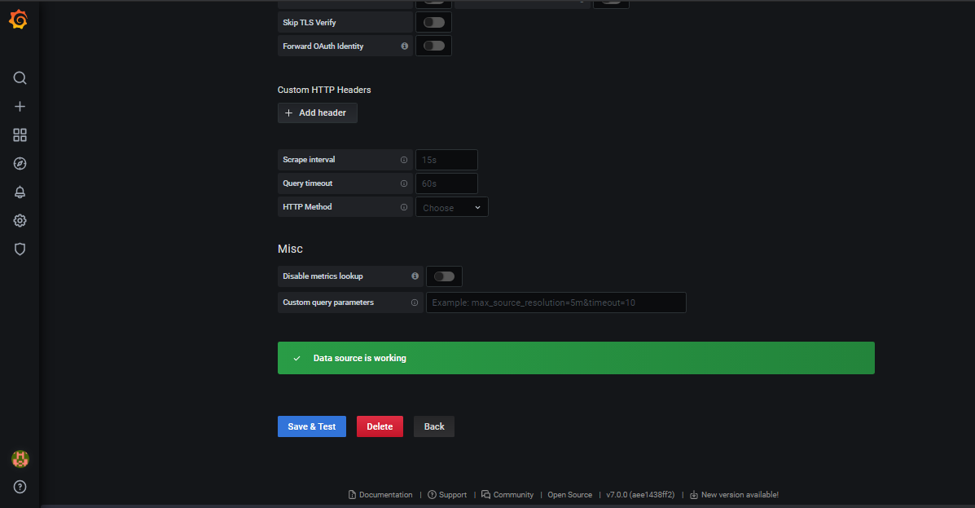 Skip TLS Verify
Forward OAuth Identity
Custom HTTP Headers
+ Add header
Scrape interval 15s
Query timeout 60s
HTTP Method Choose
Misc
Disable metrics lookup
Custom query parameters Example: max_source_resolution=5m&timeout=10
Data source is working
Save & Test Delete Back
Documentation | Support | Community | Open Source | v7.0.0 (aee1438ff2) | New version available!